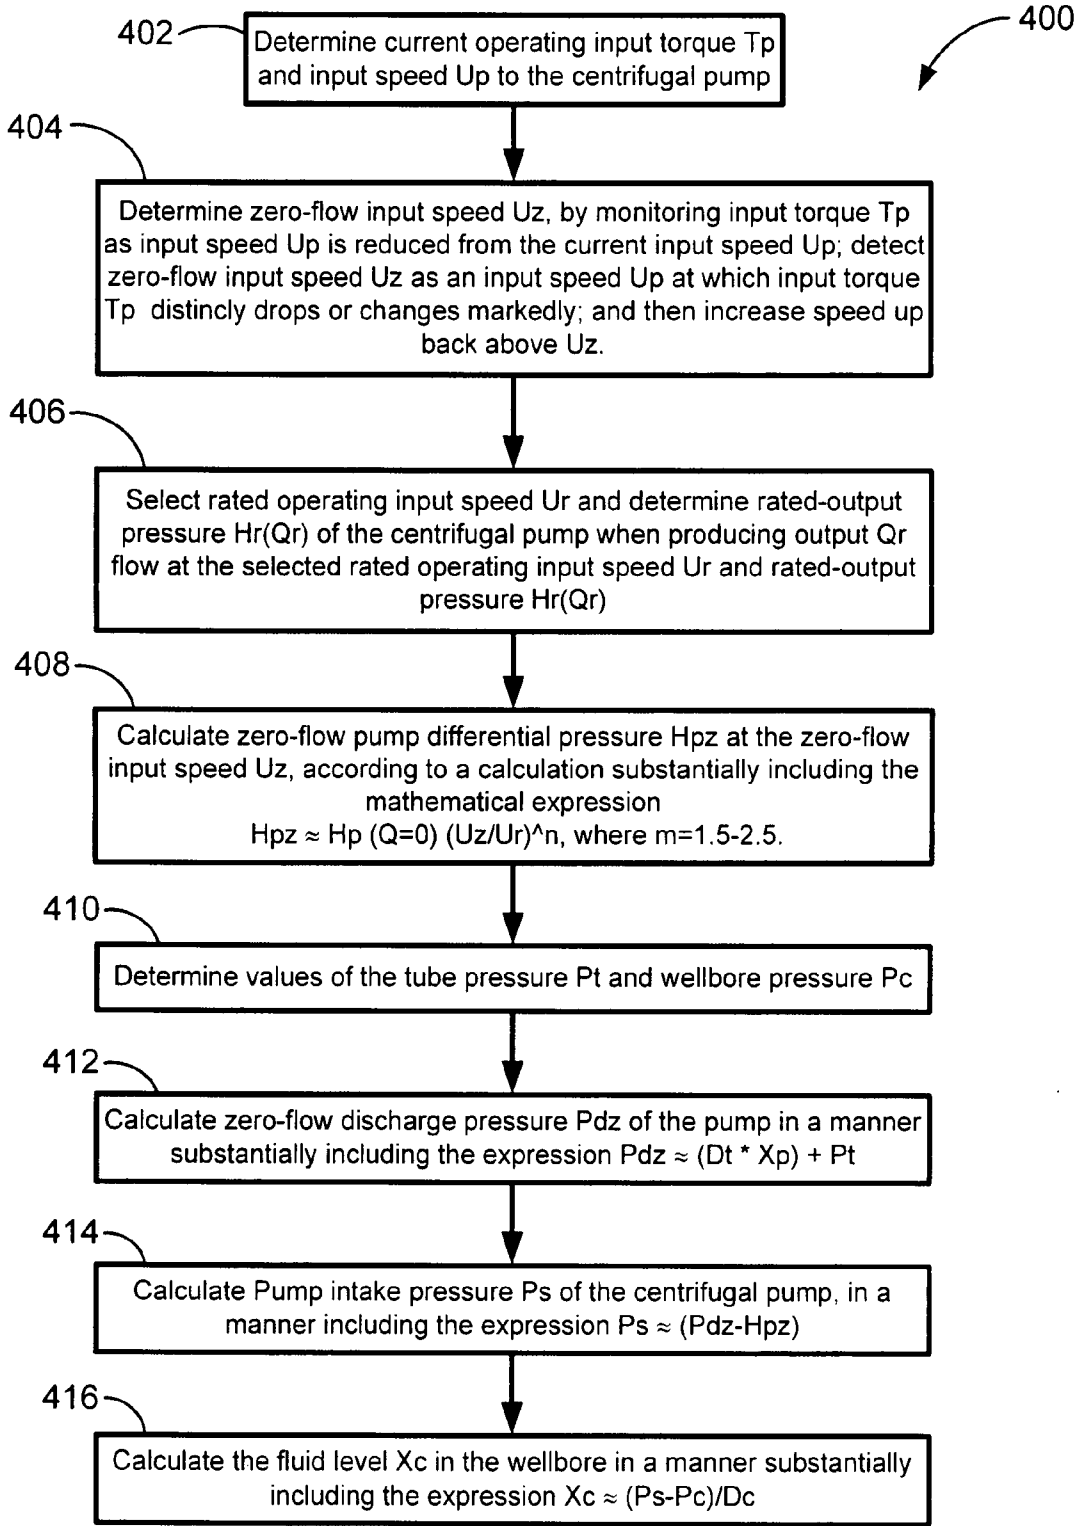 400
402
Determine current operating input torque Tp
and input speed Up to the centrifugal pump
404
Determine zero-flow input speed Uz, by monitoring input torque Tp
as input speed Up is reduced from the current input speed Up; detect
zero-flow input speed Uz as an input speed Up at which input torque
Tp distincly drops or changes markedly; and then increase speed up
back above Uz.
406
Select rated operating input speed Ur and determine rated-output
pressure Hr(Qr) of the centrifugal pump when producing output Qr
flow at the selected rated operating input speed Ur and rated-output
pressure Hr(Qr)
408
Calculate zero-flow pump differential pressure Hpz at the zero-flow
input speed Uz, according to a calculation substantially including the
mathematical expression
Hpz ≈ Hp (Q=0) (Uz/Ur)^n, where m=1.5-2.5.
410
Determine values of the tube pressure Pt and wellbore pressure Pc
412
Calculate zero-flow discharge pressure Pdz of the pump in a manner
substantially including the expression Pdz ≈ (Dt * Xp) + Pt
414
Calculate Pump intake pressure Ps of the centrifugal pump, in a
manner including the expression Ps ≈ (Pdz-Hpz)
416
Calculate the fluid level Xc in the wellbore in a manner substantially
including the expression Xc ≈ (Ps-Pc)/Dc